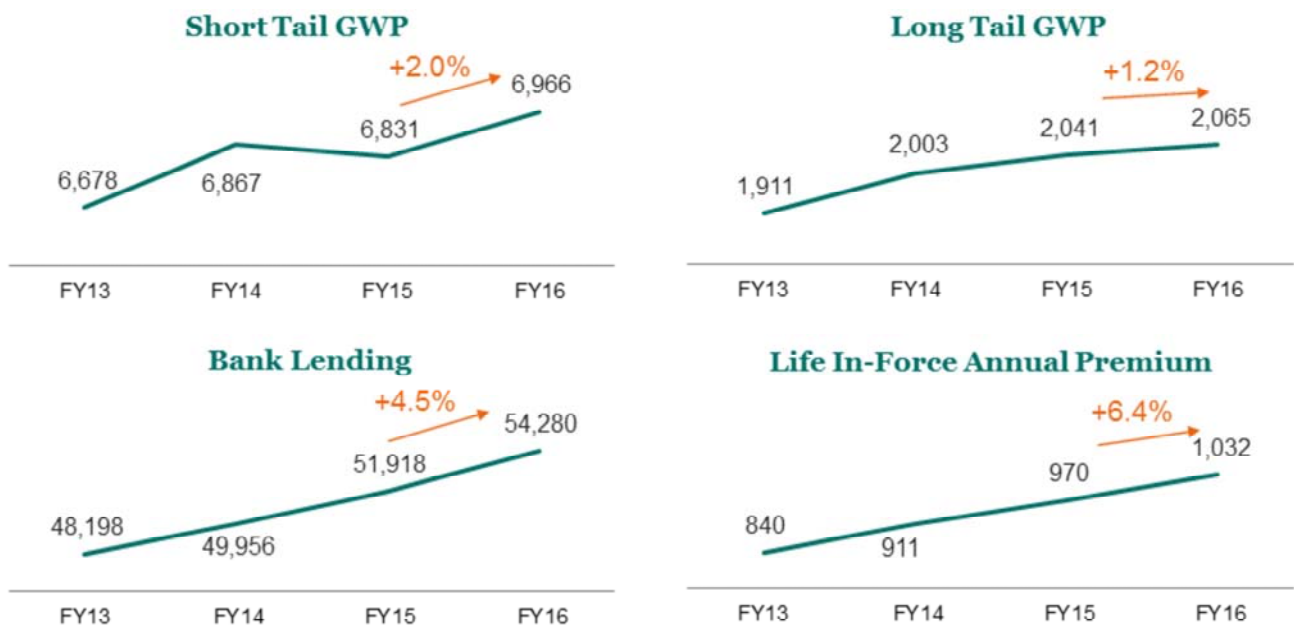 Short Tail GWP
+2.0%
6,678
6,867
6,831
6,966
FY13 FY14 FY15 FY16
Long Tail GWP
+1.2%
1,911
2,003
2,041
2,065
FY13 FY14 FY15 FY16
Bank Lending
+4.5%
48,198
49,956
51,918
54,280
FY13 FY14 FY15 FY16
Life In-Force Annual Premium
+6.4%
840
911
970
1,032
FY13 FY14 FY15 FY16